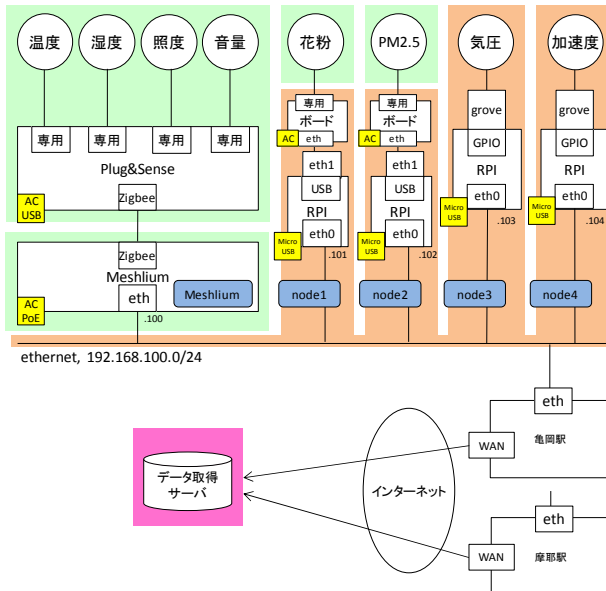 温度 湿度 照度 音量 花粉 PM2.5 気圧 加速度
専用 専用 専用 専用
Plug&Sense
Zigbee
AC
USB
Zigbee
Meshlium
eth
Meshlium
AC
PoE
.100
専用
ボード
AC
eth
eth1
USB
RPI
eth0
Micro
USB
.101
node1
専用
ボード
AC
eth
eth1
USB
RPI
eth0
Micro
USB
.102
node2
grove
GPIO
RPI
eth0
Micro
USB
.103
node3
grove
GPIO
RPI
eth0
Micro
USB
.104
node4
ethernet, 192.168.100.0/24
eth
WAN
亀岡駅
データ取得
サーバ
インターネット
eth
WAN
摩耶駅